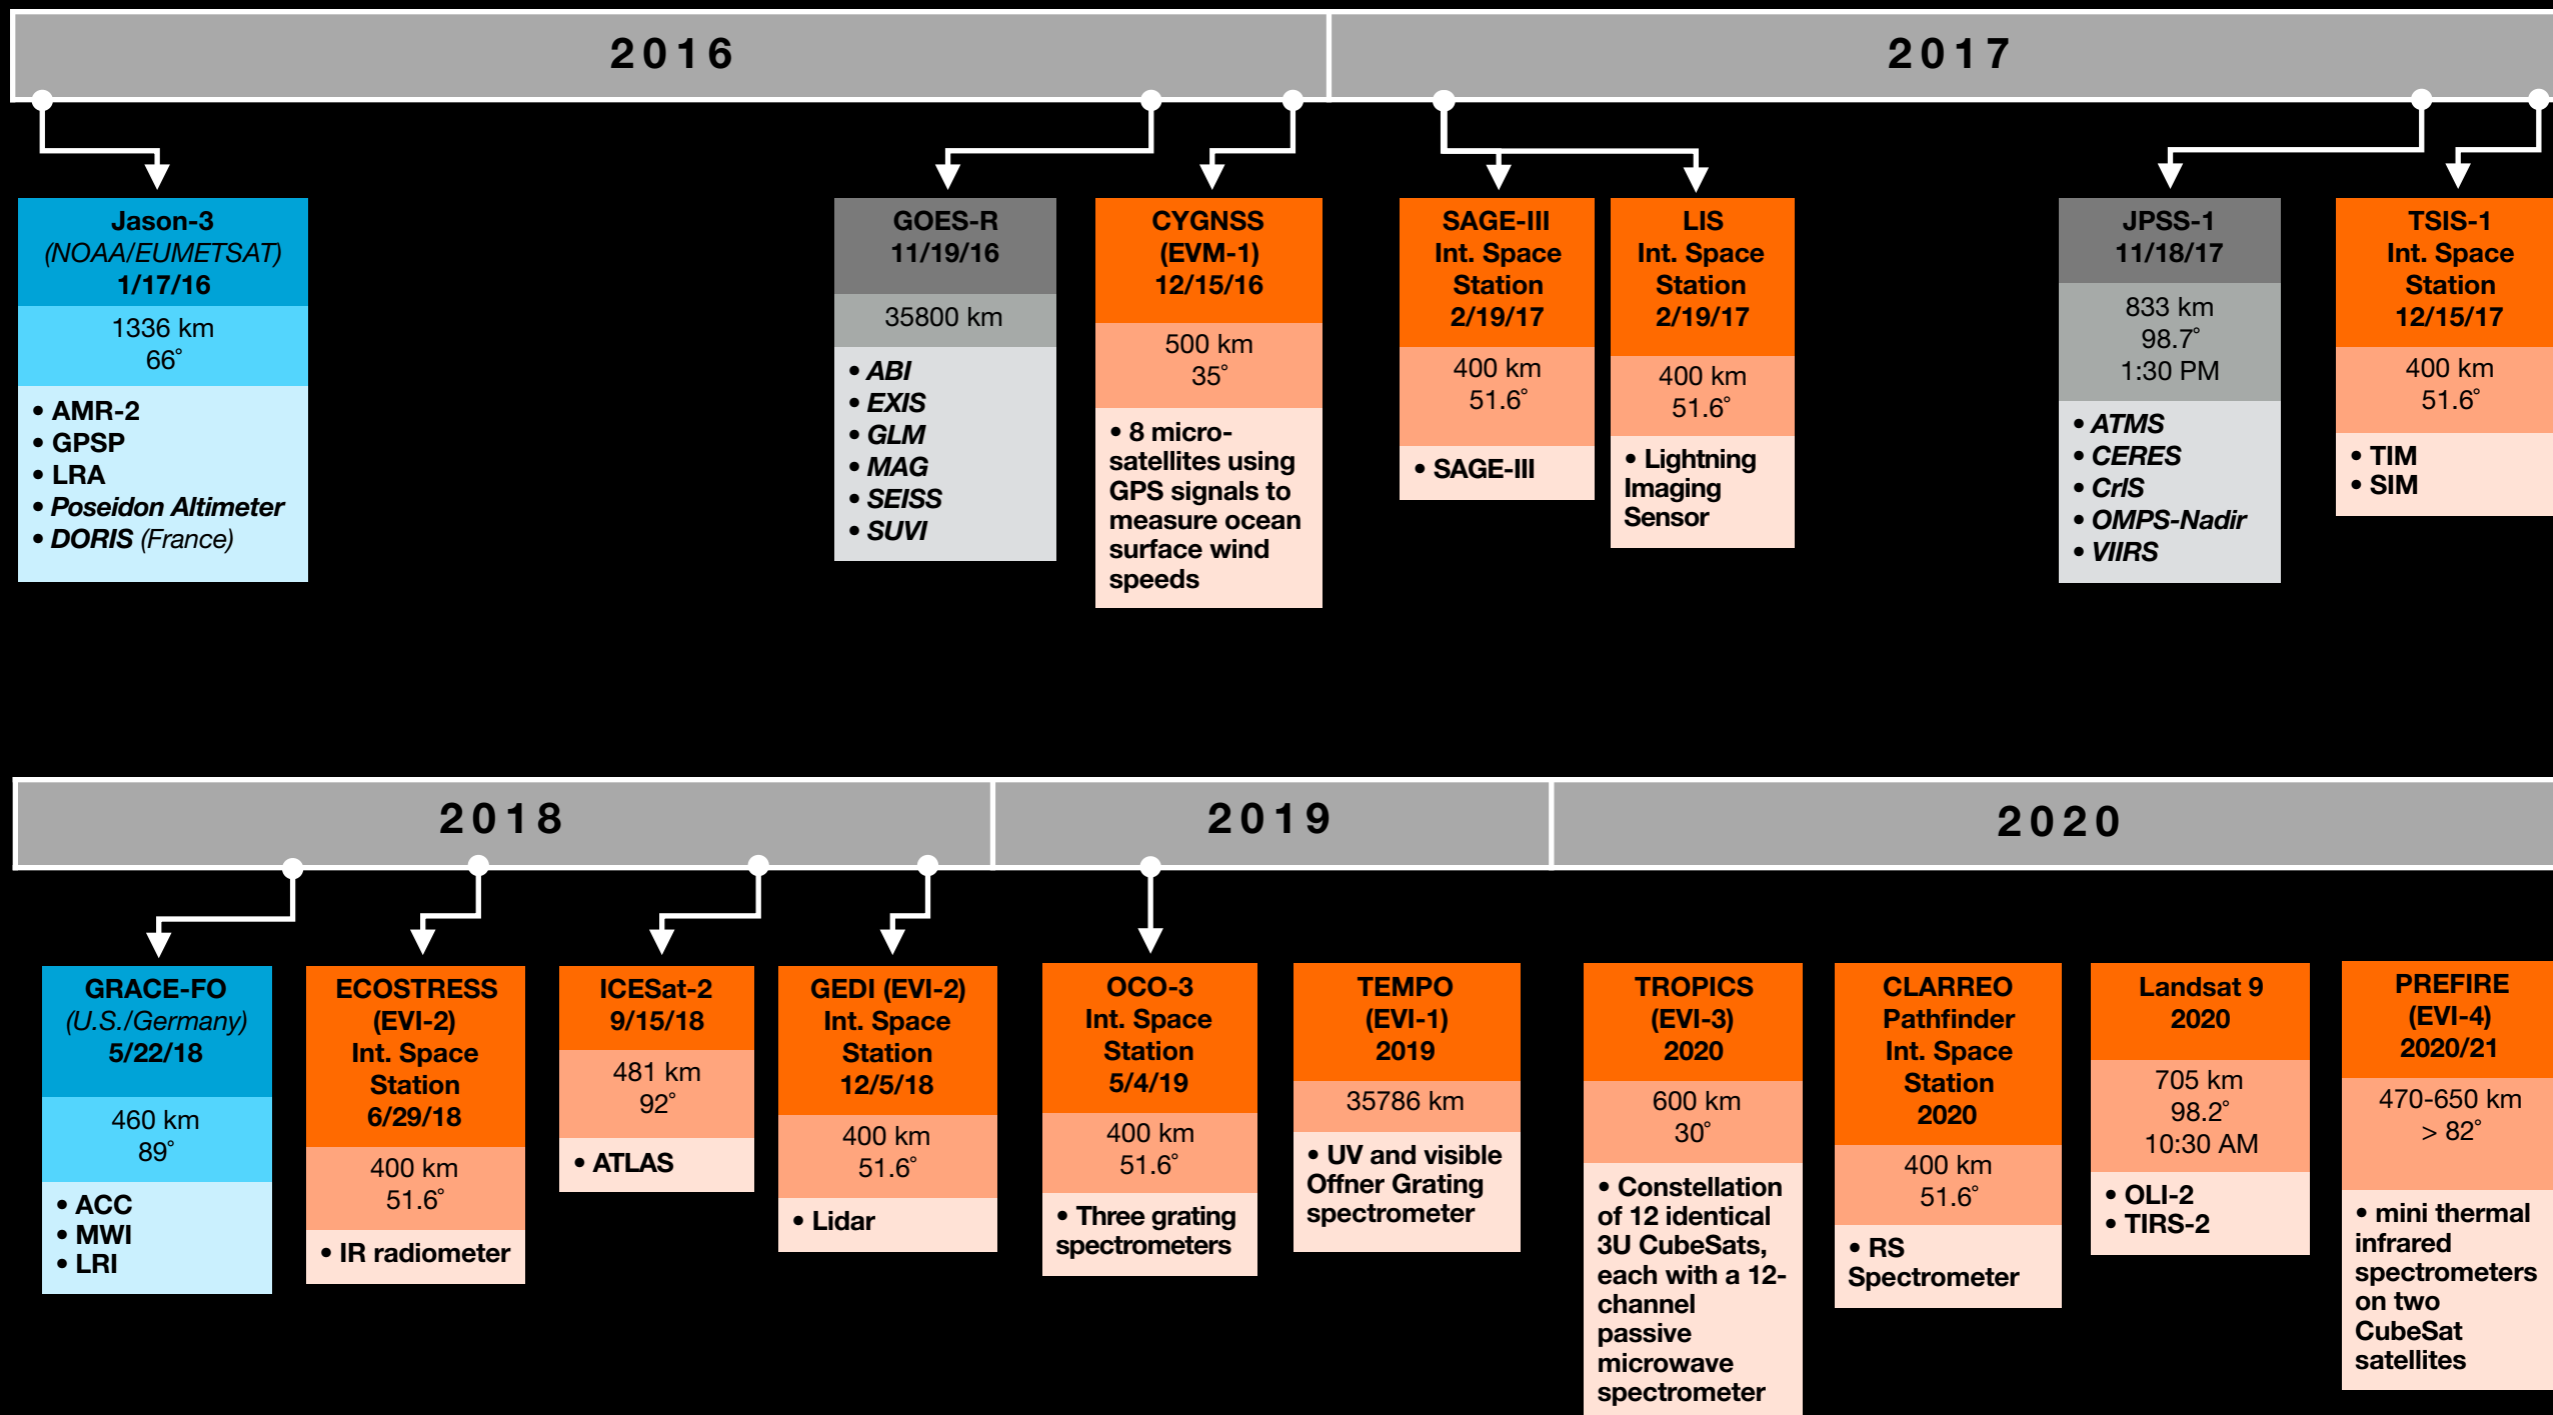 2016
2017
Jason-3
(NOAA/EUMETSAT)
1/17/16
1336 km
66°
• AMR-2
• GPSP
• LRA
• Poseidon Altimeter
• DORIS (France)
GOES-R
11/19/16
35800 km
• ABI
• EXIS
• GLM
• MAG
• SEISS
• SUVI
CYGNSS
(EVM-1)
12/15/16
500 km
35°
• 8 micro-
satellites using
GPS signals to
measure ocean
surface wind
speeds
SAGE-III
Int. Space
Station
2/19/17
400 km
51.6°
• SAGE-III
LIS
Int. Space
Station
2/19/17
400 km
51.6°
• Lightning
Imaging
Sensor
JPSS-1
11/18/17
833 km
98.7°
1:30 PM
• ATMS
• CERES
• CrIS
• OMPS-Nadir
• VIIRS
TSIS-1
Int. Space
Station
12/15/17
400 km
51.6°
• TIM
• SIM
2018
2019
2020
GRACE-FO
(U.S./Germany)
5/22/18
460 km
89°
• ACC
• MWI
• LRI
ECOSTRESS
(EVI-2)
Int. Space
Station
6/29/18
400 km
51.6°
• IR radiometer
ICESat-2
9/15/18
481 km
92°
• ATLAS
GEDI (EVI-2)
Int. Space
Station
12/5/18
400 km
51.6°
• Lidar
OCO-3
Int. Space
Station
5/4/19
400 km
51.6°
• Three grating
spectrometers
TEMPO
(EVI-1)
2019
35786 km
• UV and visible
Offner Grating
spectrometer
TROPICS
(EVI-3)
2020
600 km
30°
• Constellation
of 12 identical
3U CubeSats,
each with a 12-
channel
passive
microwave
spectrometer
CLARREO
Pathfinder
Int. Space
Station
2020
400 km
51.6°
• RS
Spectrometer
Landsat 9
2020
705 km
98.2°
10:30 AM
• OLI-2
• TIRS-2
PREFIRE
(EVI-4)
2020/21
470-650 km
> 82°
• mini thermal
infrared
spectrometers
on two
CubeSat
satellites